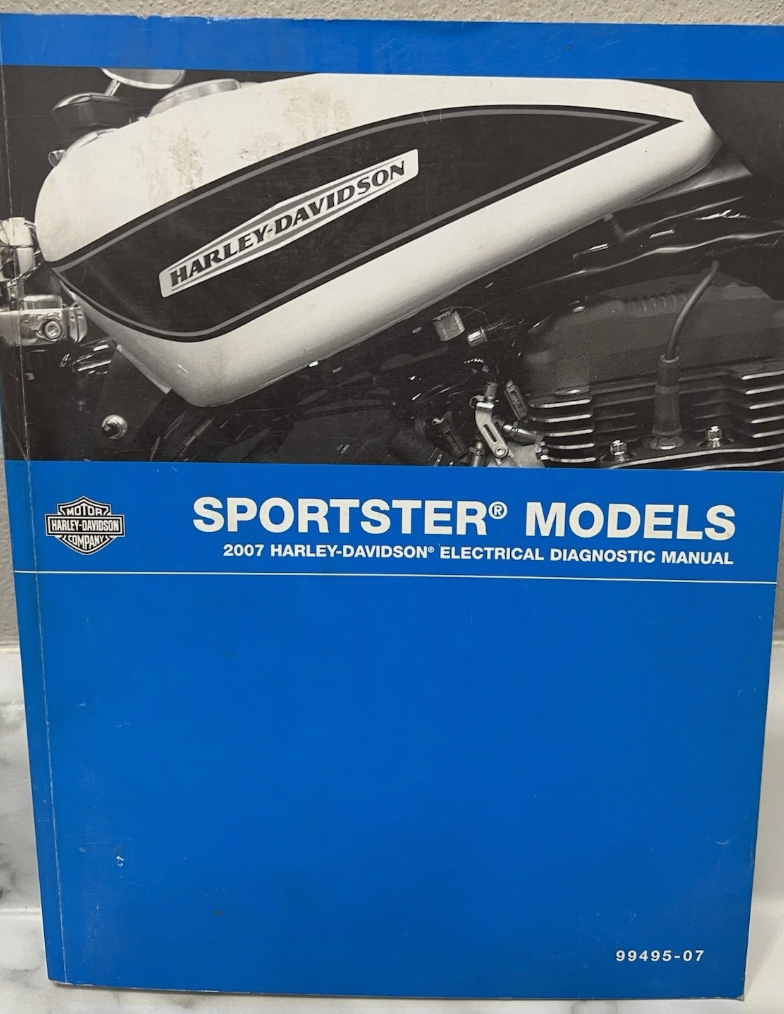 HARLEY-DAVIDSON
MOTOR
HARLEY-DAVIDSON
COMPANY
SPORTSTER® MODELS
2007 HARLEY-DAVIDSON® ELECTRICAL DIAGNOSTIC MANUAL
99495-07